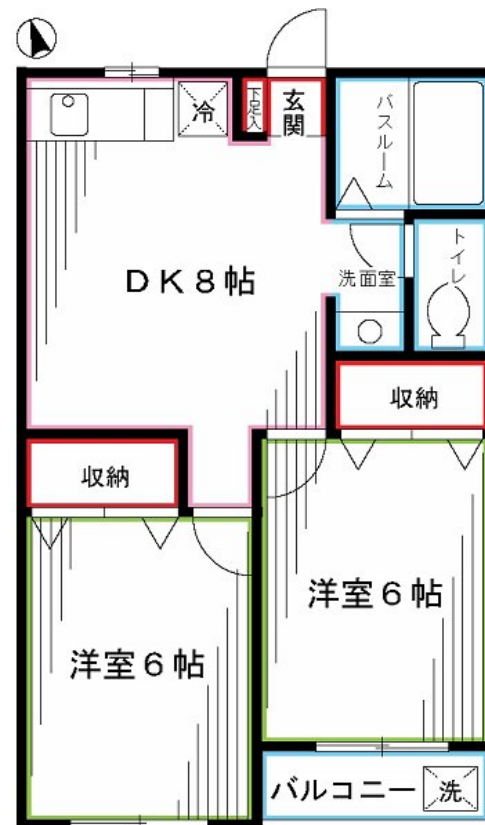 冷
下足入
玄関
バスルーム
DK8帖
洗面室
トイレ
収納
収納
洋室6帖
洋室6帖
バルコニー
洗